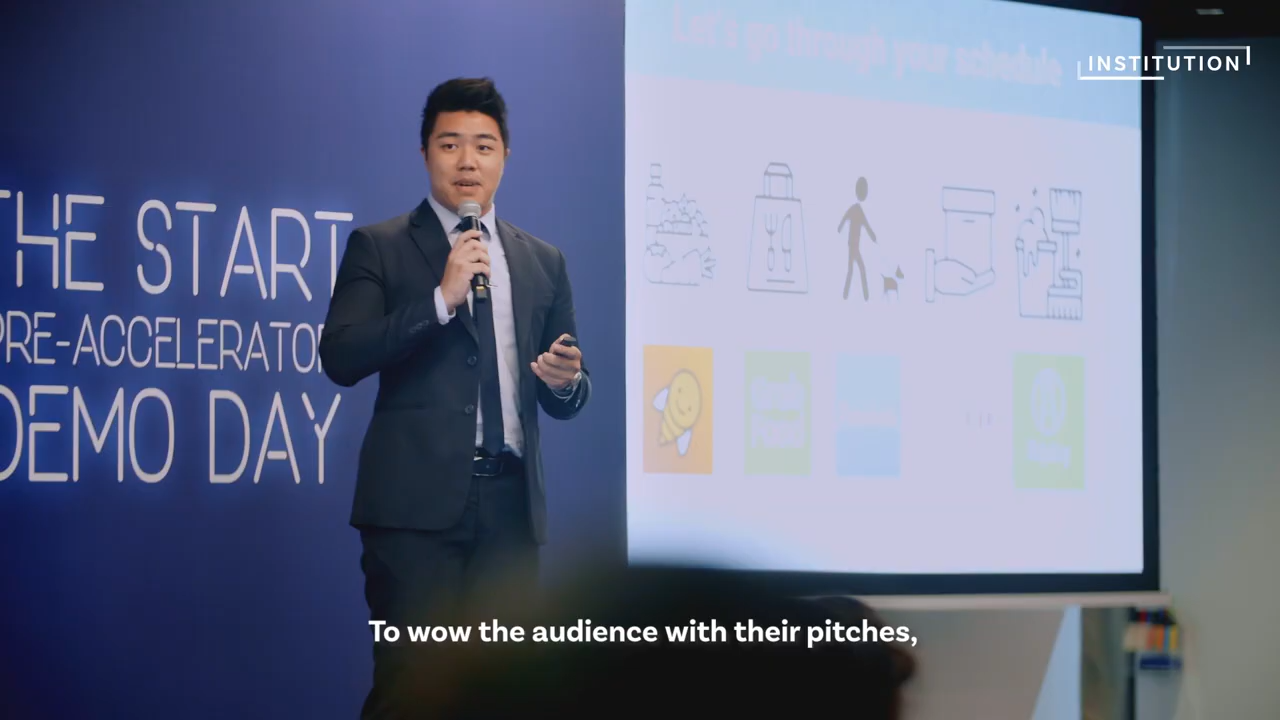 Let's go through your schedule
INSTITUTION
THE START
PRE-ACCELERATOR
DEMO DAY
To wow the audience with their pitches,